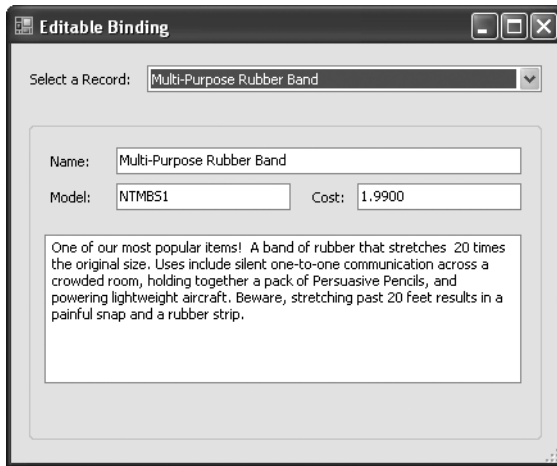 Editable Binding
Select a Record: Multi-Purpose Rubber Band
Name: Multi-Purpose Rubber Band
Model: NTMBS1 Cost: 1.9900
One of our most popular items!  A band of rubber that stretches  20 times
the original size. Uses include silent one-to-one communication across a
crowded room, holding together a pack of Persuasive Pencils, and
powering lightweight aircraft. Beware, stretching past 20 feet results in a
painful snap and a rubber strip.